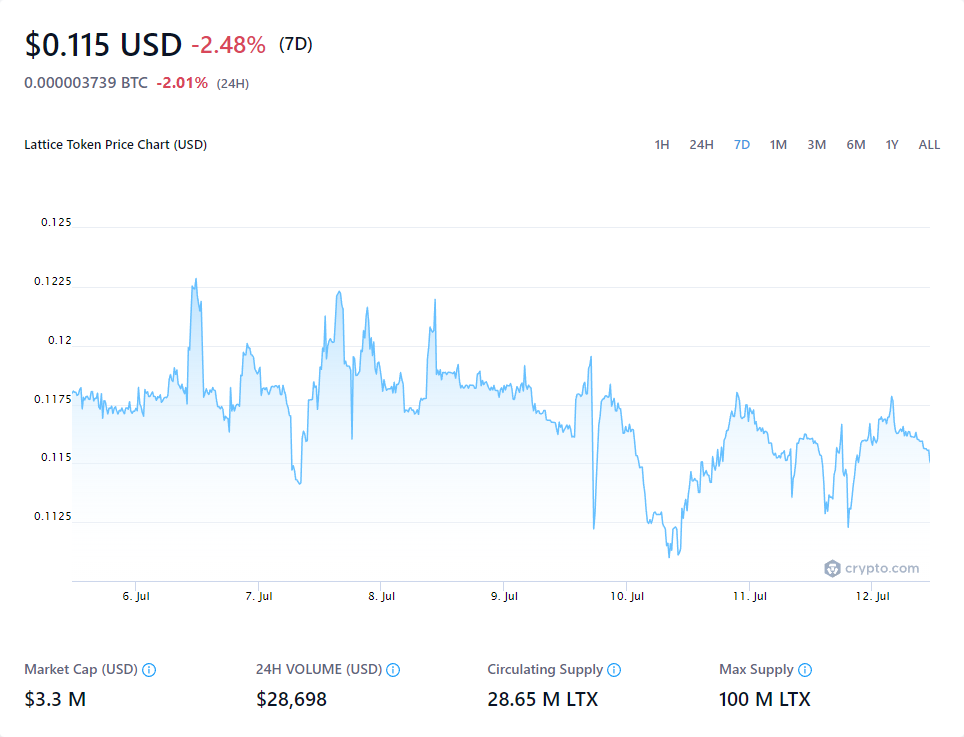 $0.115 USD -2.48% (7D)
0.000003739 BTC -2.01% (24H)
Lattice Token Price Chart (USD)
1H 24H 7D 1M 3M 6M 1Y ALL
0.125
0.1225
0.12
0.1175
0.115
0.1125
crypto.com
6. Jul 7. Jul 8. Jul 9. Jul 10. Jul 11. Jul 12. Jul
Market Cap (USD) 24H VOLUME (USD) Circulating Supply Max Supply
$3.3 M $28,698 28.65 M LTX 100 M LTX